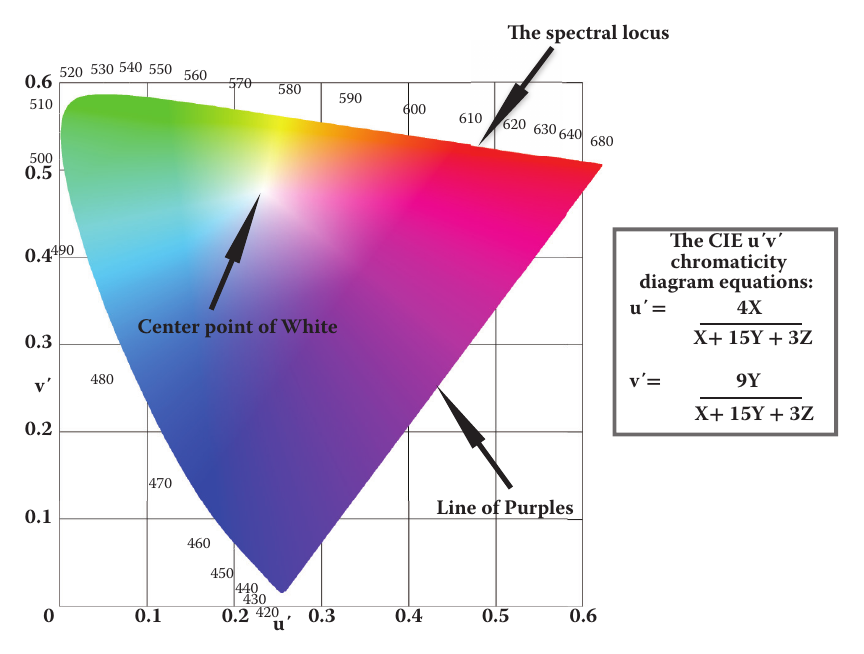 The spectral locus
520 530 540 550 560 570 580 590 600 610 620 630 640 680
0.6
510
500
0.5
490
0.4
Center point of White
0.3
480
v′
0.2
470
Line of Purples
0.1
460
450
440
430
420
0 0.1 0.2 u′ 0.3 0.4 0.5 0.6
The CIE u′v′
chromaticity
diagram equations:
u′ = 4X
X+ 15Y + 3Z
v′= 9Y
X+ 15Y + 3Z